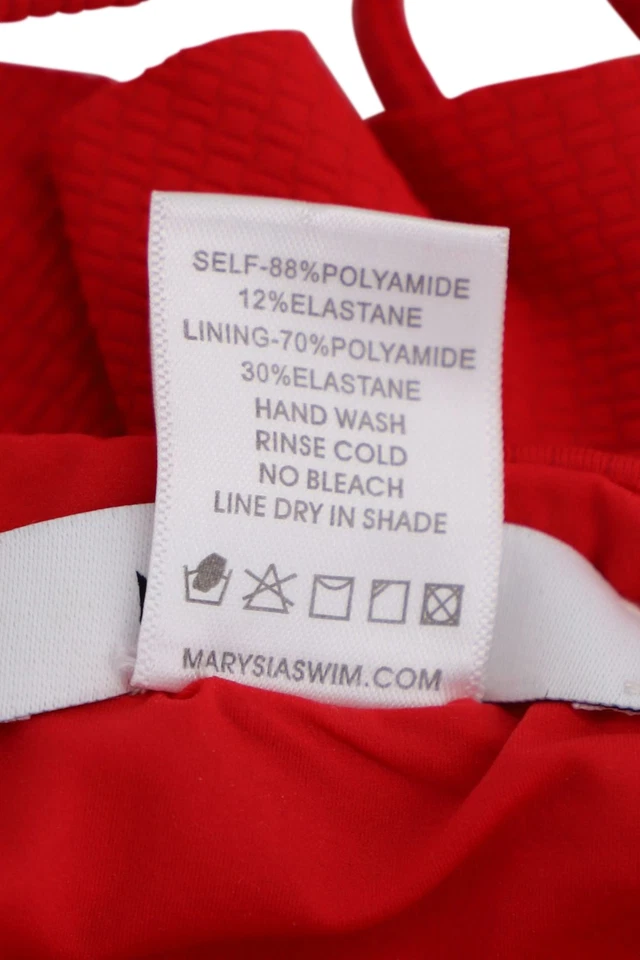 SELF-88%POLYAMIDE
12%ELASTANE
LINING-70%POLYAMIDE
30%ELASTANE
HAND WASH
RINSE COLD
NO BLEACH
LINE DRY IN SHADE
MARYSIASWIM.COM